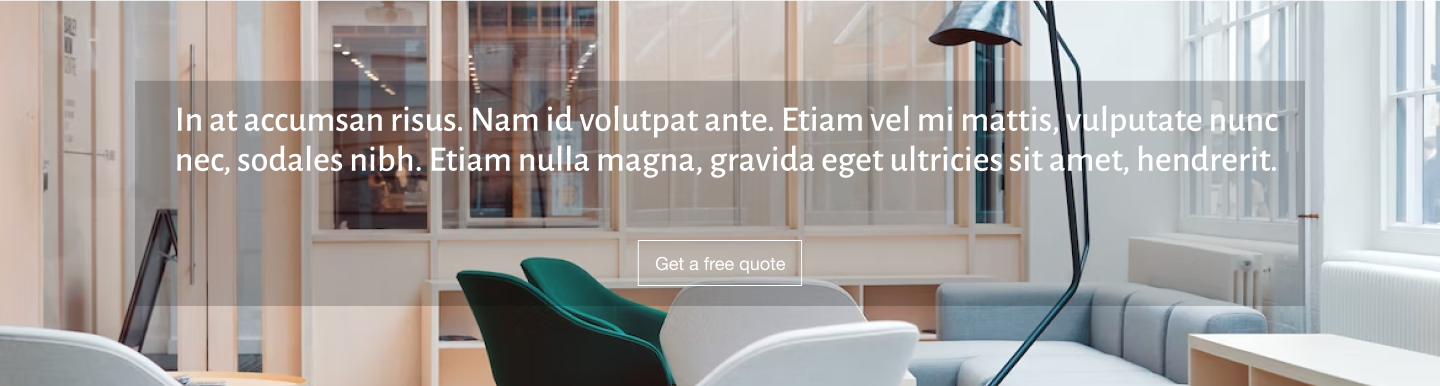 In at accumsan risus. Nam id volutpat ante. Etiam vel mi mattis, vulputate nunc
nec, sodales nibh. Etiam nulla magna, gravida eget ultricies sit amet, hendrerit.
Get a free quote